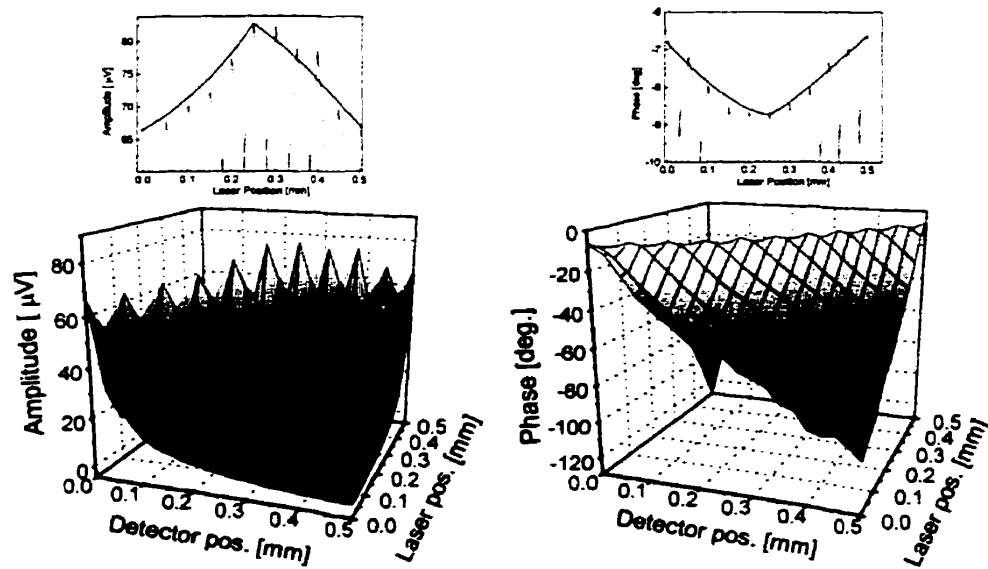 Amplitude [ µV]
80
75
70
65
0.0 0.1 0.2 0.3 0.4 0.5
Laser Position [mm]
Phase [deg]
-6
-7
-8
-9
-10
0.0 0.1 0.2 0.3 0.4 0.5
Laser Position [mm]
Amplitude [ µV]
80
60
40
20
0
0.0 0.1 0.2 0.3 0.4 0.5
Detector pos. [mm]
0.0 0.1 0.2 0.3 0.4 0.5
Laser pos. [mm]
Phase [deg.]
0
-20
-40
-60
-80
-100
-120
0.0 0.1 0.2 0.3 0.4 0.5
Detector pos. [mm]
0.0 0.1 0.2 0.3 0.4 0.5
Laser pos. [mm]